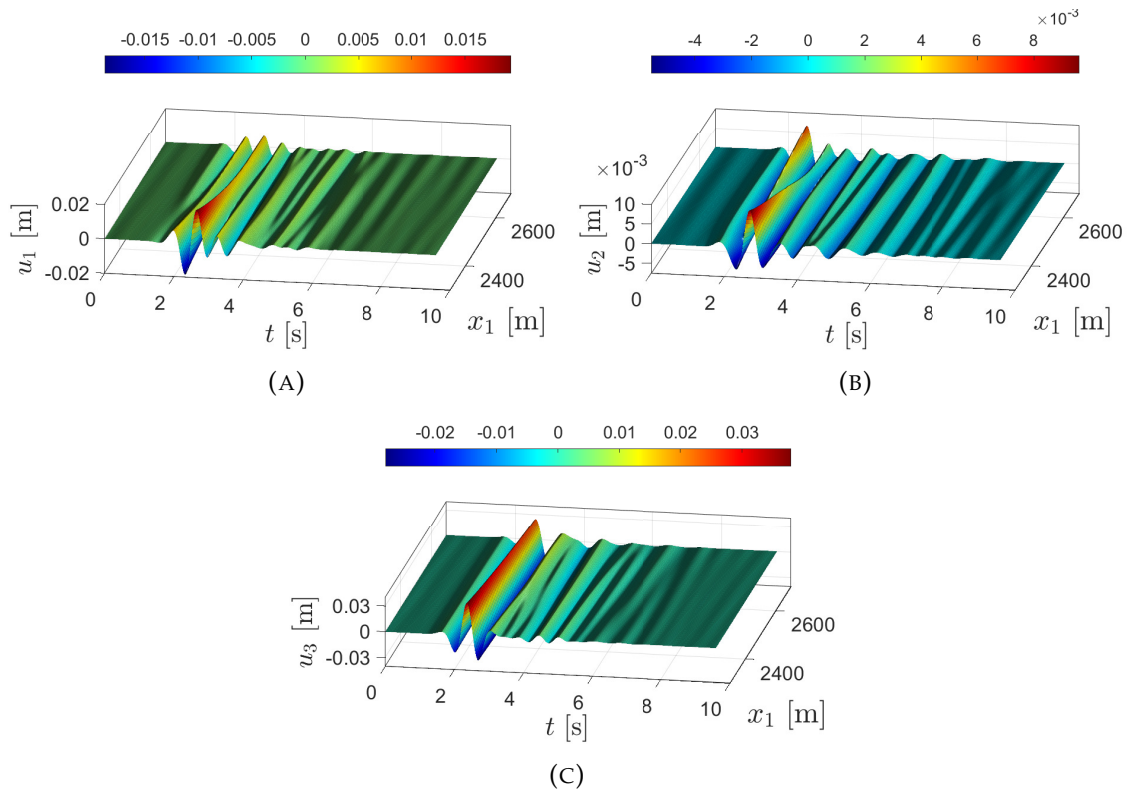 -0.015 -0.01 -0.005 0 0.005 0.01 0.015
0.02
0
-0.02
u₁ [m]
0 2 4 6 8 10
t [s]
2400
2600
x₁ [m]
(A)
×10⁻³
-4 -2 0 2 4 6 8
×10⁻³
10
5
0
-5
u₂ [m]
0 2 4 6 8 10
t [s]
2400
2600
x₁ [m]
(B)
-0.02 -0.01 0 0.01 0.02 0.03
0.03
0
-0.03
u₃ [m]
0 2 4 6 8 10
t [s]
2400
2600
x₁ [m]
(C)